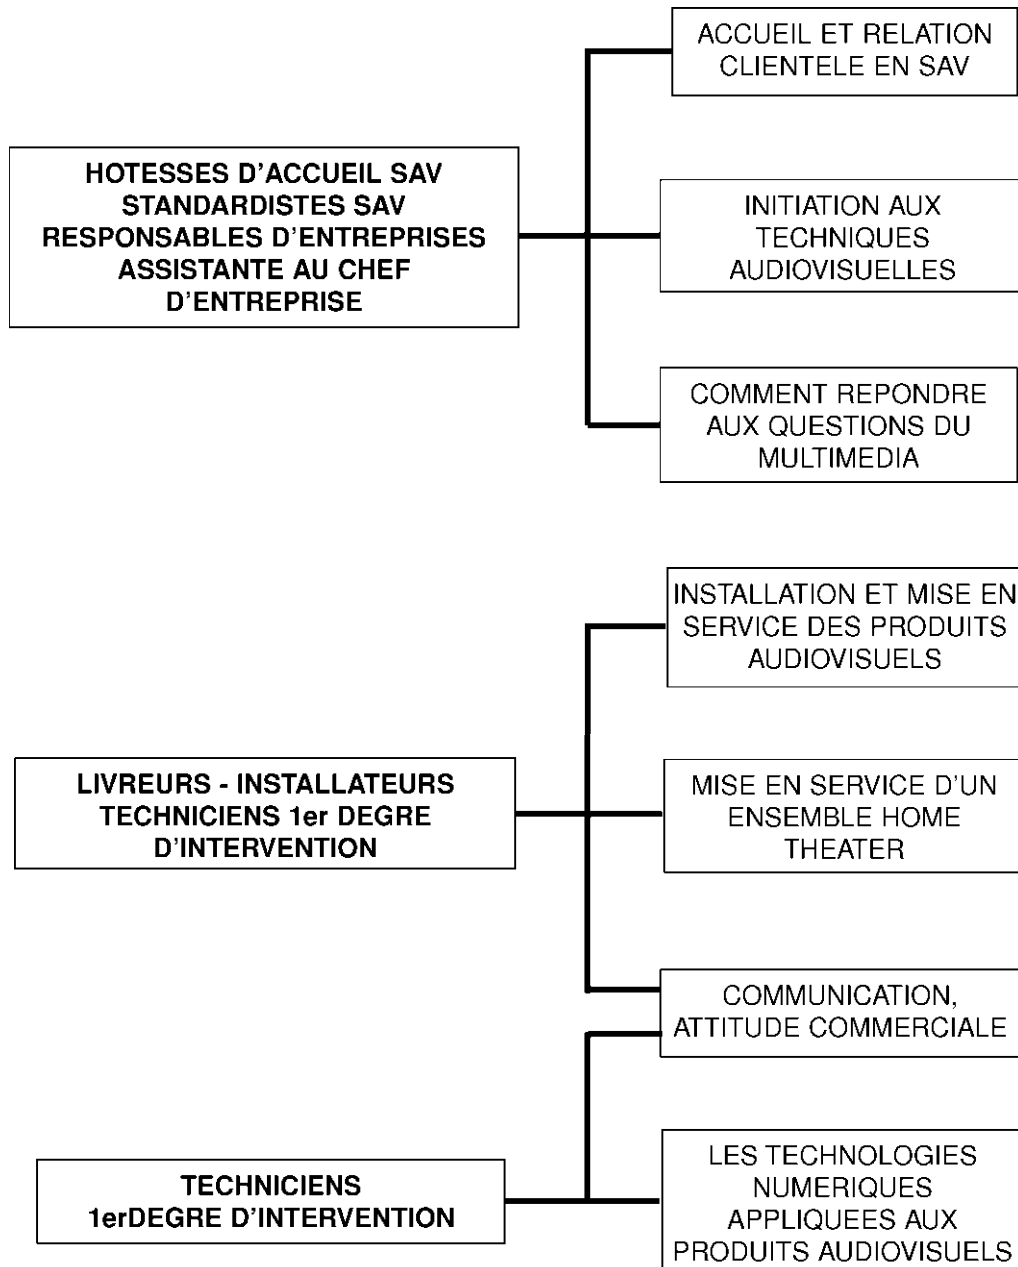 ACCUEIL ET RELATION
CLIENTELE EN SAV
HOTESSES D'ACCUEIL SAV
STANDARDISTES SAV
RESPONSABLES D'ENTREPRISES
ASSISTANTE AU CHEF
D'ENTREPRISE
INITIATION AUX
TECHNIQUES
AUDIOVISUELLES
COMMENT REPONDRE
AUX QUESTIONS DU
MULTIMEDIA
INSTALLATION ET MISE EN
SERVICE DES PRODUITS
AUDIOVISUELS
LIVREURS - INSTALLATEURS
TECHNICIENS 1er DEGRE
D'INTERVENTION
MISE EN SERVICE D'UN
ENSEMBLE HOME
THEATER
COMMUNICATION,
ATTITUDE COMMERCIALE
TECHNICIENS
1erDEGRE D'INTERVENTION
LES TECHNOLOGIES
NUMERIQUES
APPLIQUEES AUX
PRODUITS AUDIOVISUELS